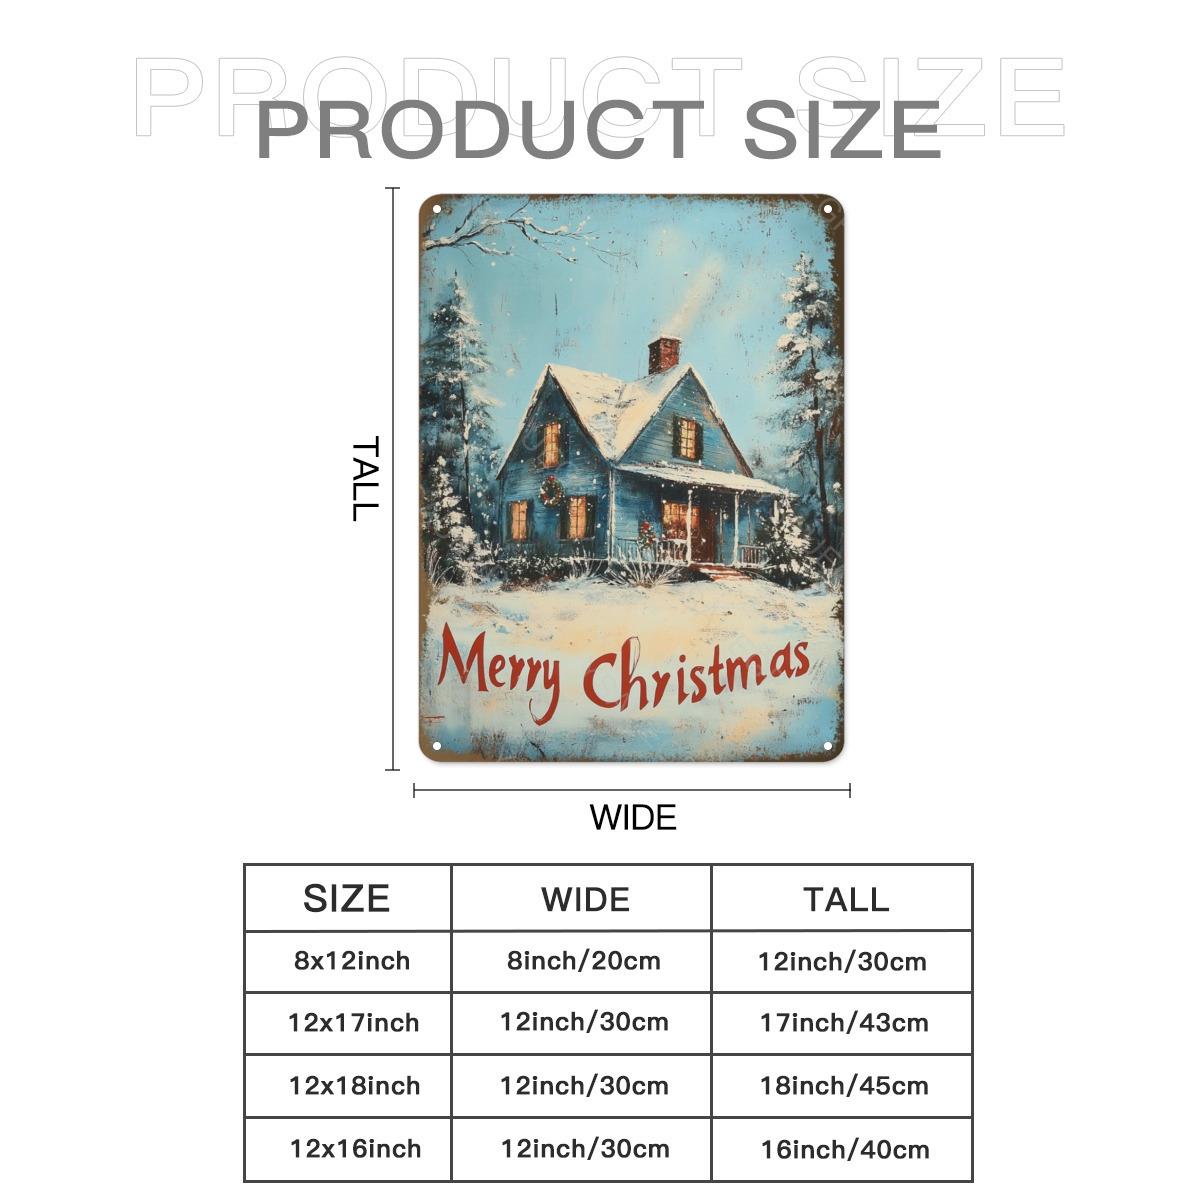 PRODUCT SIZE
PRODUCT SIZE
TALL
Merry Christmas
WIDE
SIZE WIDE TALL
8x12inch 8inch/20cm 12inch/30cm
12x17inch 12inch/30cm 17inch/43cm
12x18inch 12inch/30cm 18inch/45cm
12x16inch 12inch/30cm 16inch/40cm